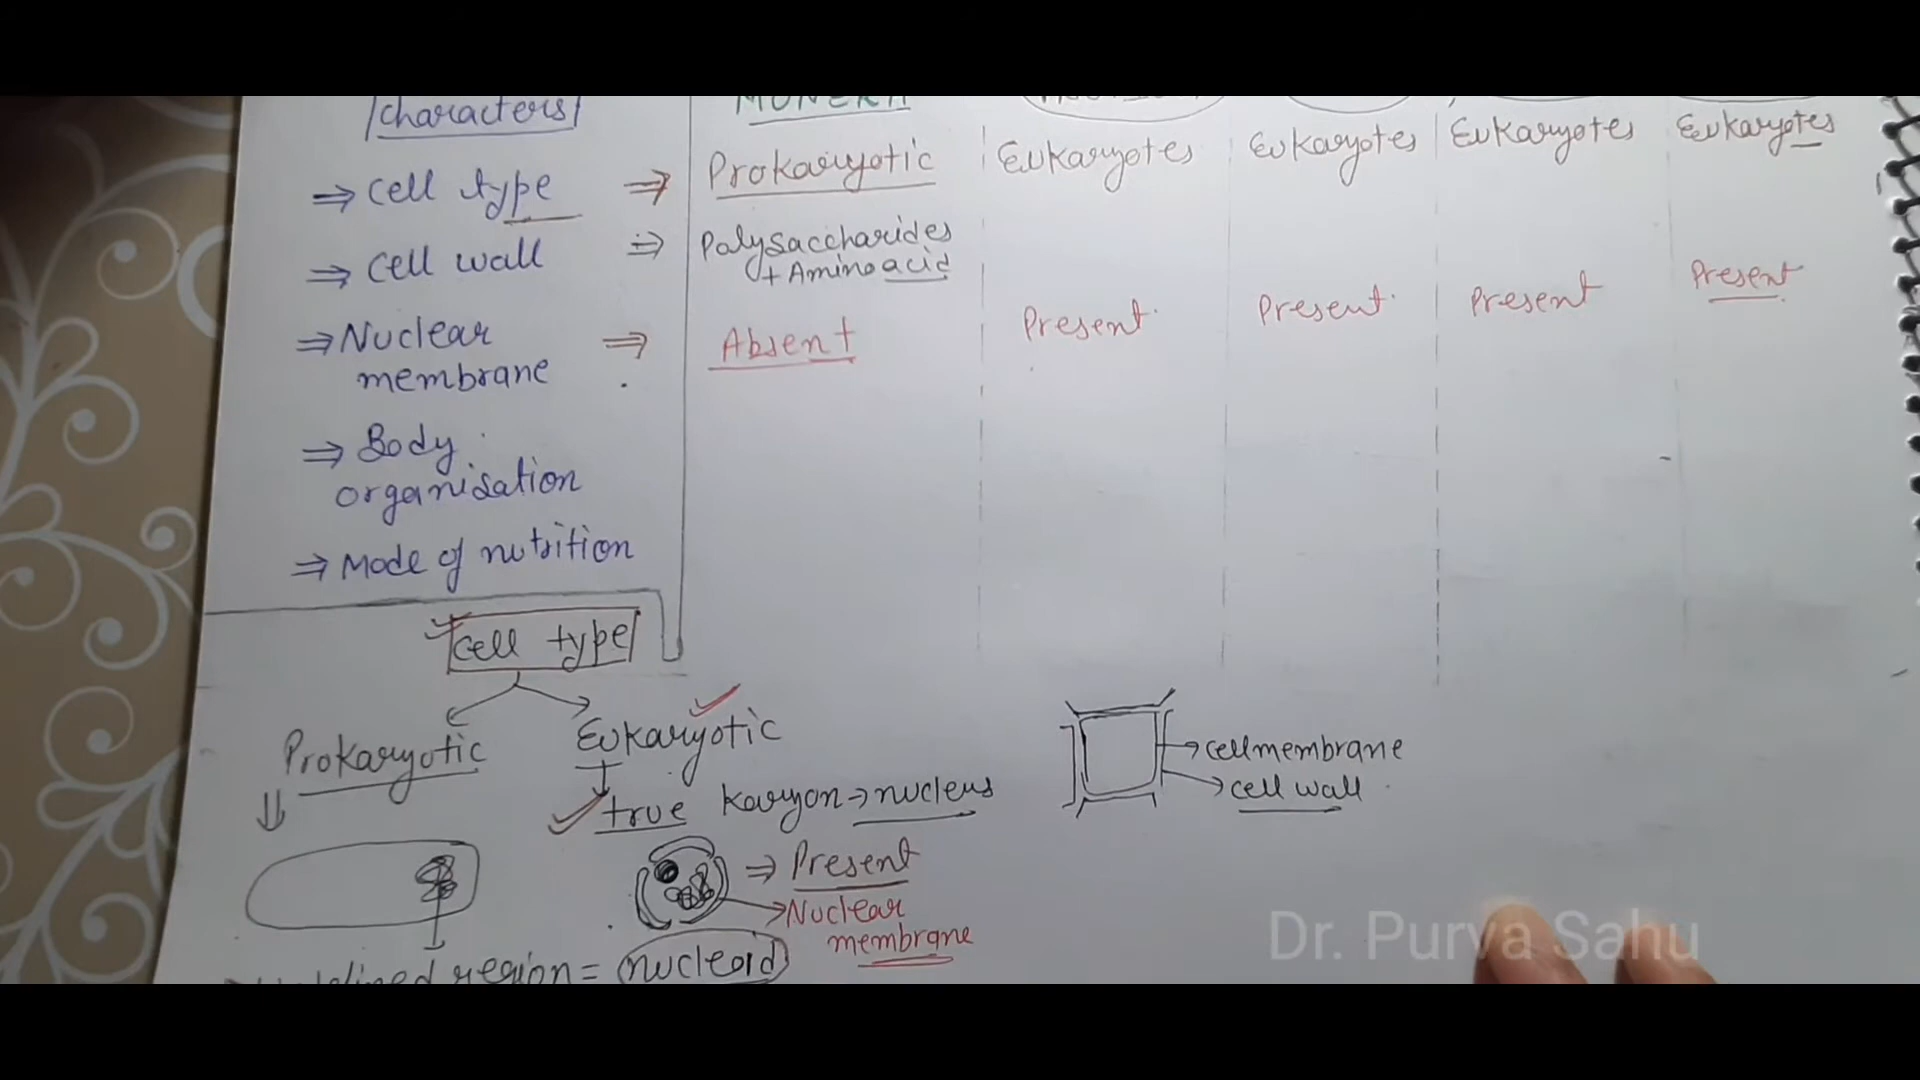 characters
MONERA
⇒ cell type ⇒ Prokaryotic Eukaryotes Eukaryotes Eukaryotes Eukaryotes
⇒ cell wall ⇒ Polysaccharides
+ Amino acid
⇒ Nuclear ⇒ Absent Present Present Present Present
membrane
⇒ Body
organisation
⇒ Mode of nutrition
cell type
Prokaryotic Eukaryotic
true karyon → nucleus
⇒ Present
→ Nuclear
membrane
region = nucleoid
→ cellmembrane
→ cell wall
Dr. Purva Sahu